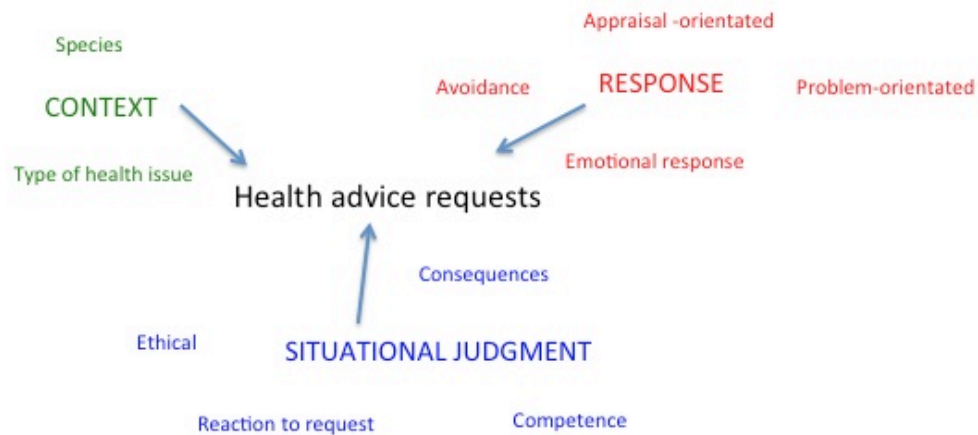 Species
CONTEXT
Type of health issue
Appraisal -orientated
Avoidance
RESPONSE
Problem-orientated
Emotional response
Health advice requests
Consequences
Ethical
SITUATIONAL JUDGMENT
Reaction to request
Competence